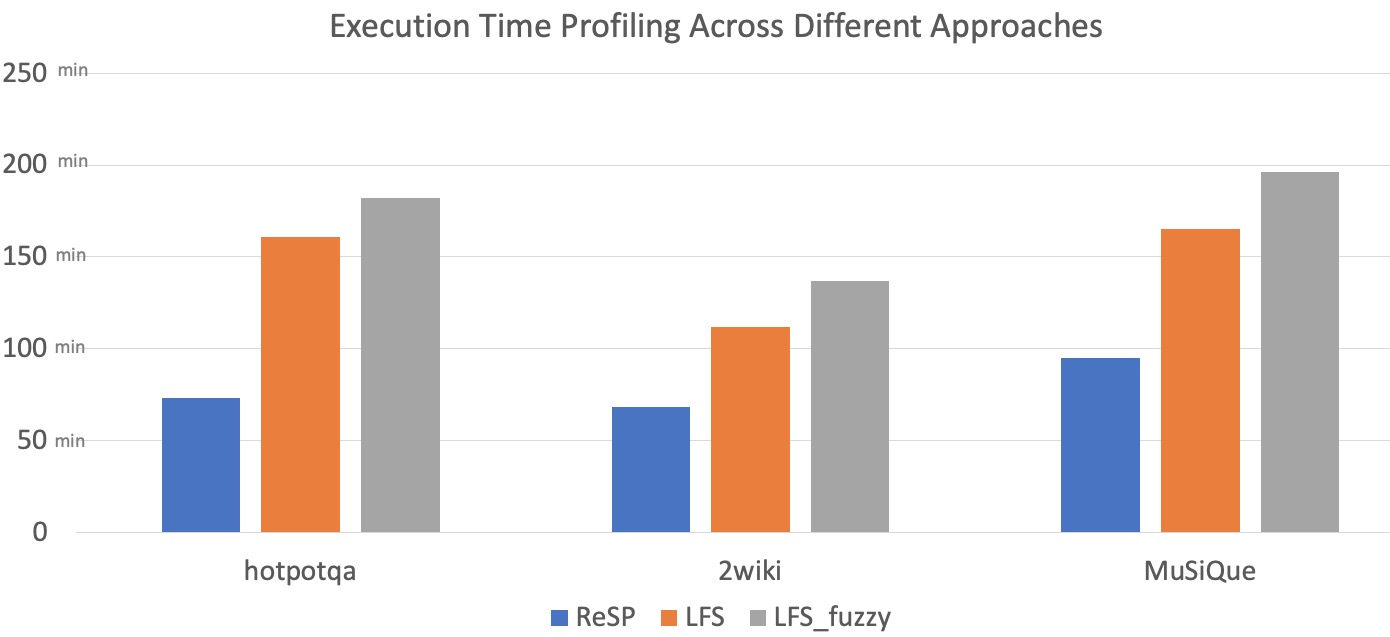 Execution Time Profiling Across Different Approaches
250 min
200 min
150 min
100 min
50 min
0
hotpotqa 2wiki MuSiQue
ReSP LFS LFS_fuzzy